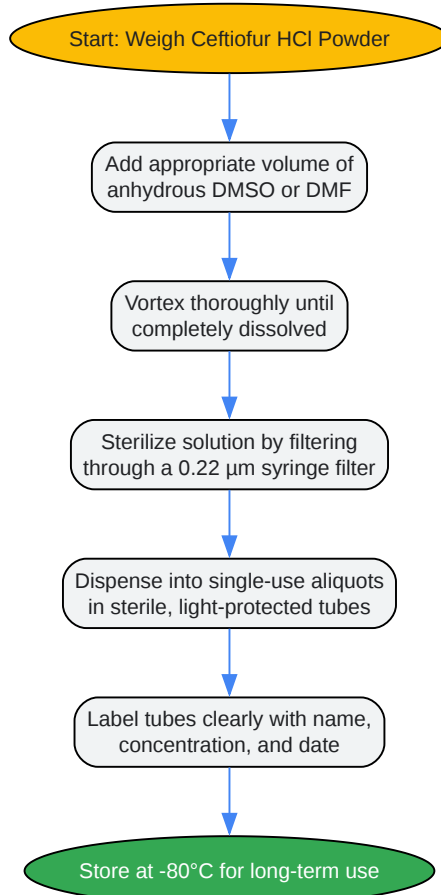 Start: Weigh Ceftiofur HCl Powder
Add appropriate volume of
anhydrous DMSO or DMF
Vortex thoroughly until
completely dissolved
Sterilize solution by filtering
through a 0.22 µm syringe filter
Dispense into single-use aliquots
in sterile, light-protected tubes
Label tubes clearly with name,
concentration, and date
Store at -80°C for long-term use